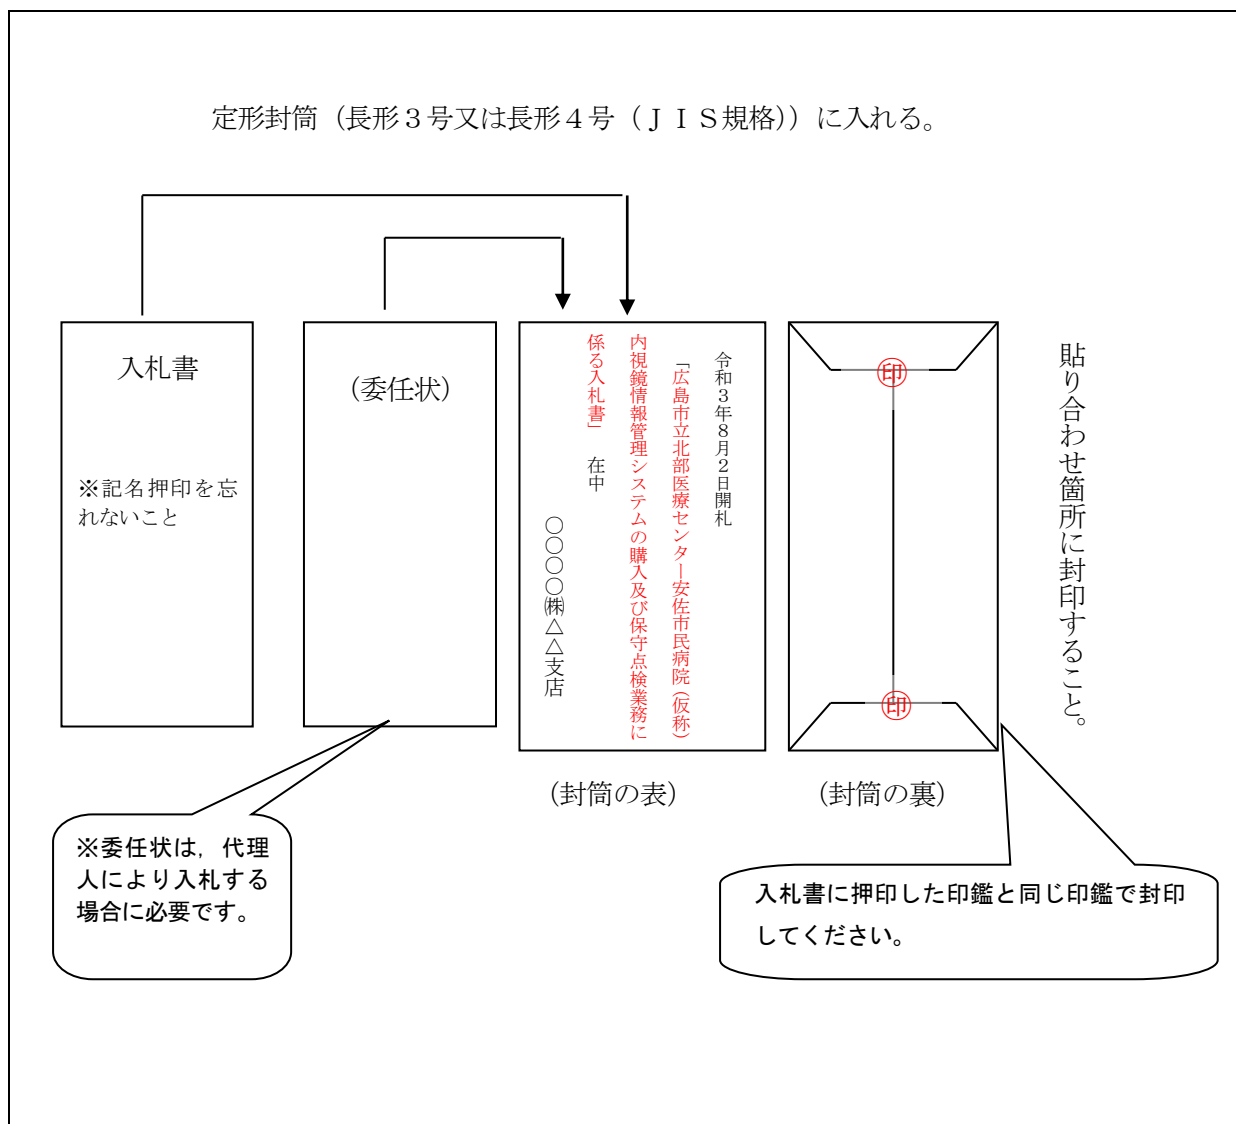 定形封筒（長形３号又は長形４号（ＪＩＳ規格））に入れる。
入札書
※記名押印を忘
れないこと
（委任状）
令和３年８月２日開札
「広島市立北部医療センター安佐市民病院（仮称）
内視鏡情報管理システムの購入及び保守点検業務に
係る入札書」　在中
〇〇〇〇㈱△△支店
（封筒の表）
印
印
（封筒の裏）
貼り合わせ箇所に封印すること。
※委任状は，代理
人により入札する
場合に必要です。
入札書に押印した印鑑と同じ印鑑で封印
してください。